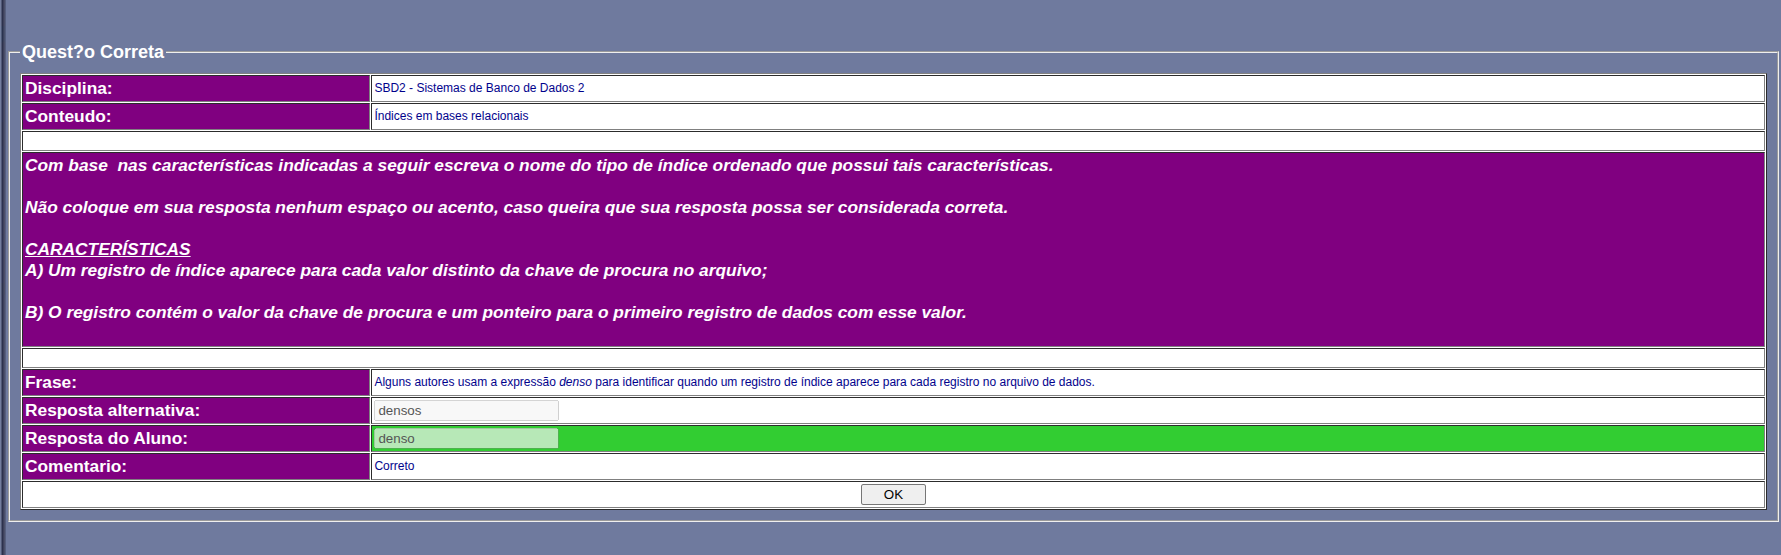 Quest?o Correta
Disciplina: SBD2 - Sistemas de Banco de Dados 2
Conteudo: Índices em bases relacionais
Com base  nas características indicadas a seguir escreva o nome do tipo de índice ordenado que possui tais características.
Não coloque em sua resposta nenhum espaço ou acento, caso queira que sua resposta possa ser considerada correta.
CARACTERÍSTICAS
A) Um registro de índice aparece para cada valor distinto da chave de procura no arquivo;
B) O registro contém o valor da chave de procura e um ponteiro para o primeiro registro de dados com esse valor.
Frase: Alguns autores usam a expressão denso para identificar quando um registro de índice aparece para cada registro no arquivo de dados.
Resposta alternativa: densos
Resposta do Aluno: denso
Comentario: Correto
OK